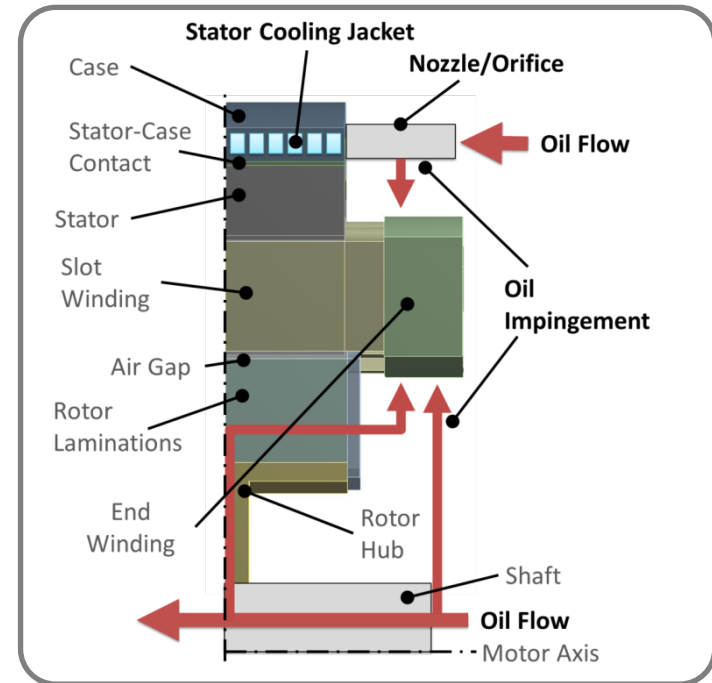 Stator Cooling Jacket
Case
Nozzle/Orifice
Stator-Case
Contact
Oil Flow
Stator
Slot
Winding
Oil
Impingement
Air Gap
Rotor
Laminations
End
Winding
Rotor
Hub
Shaft
Oil Flow
Motor Axis